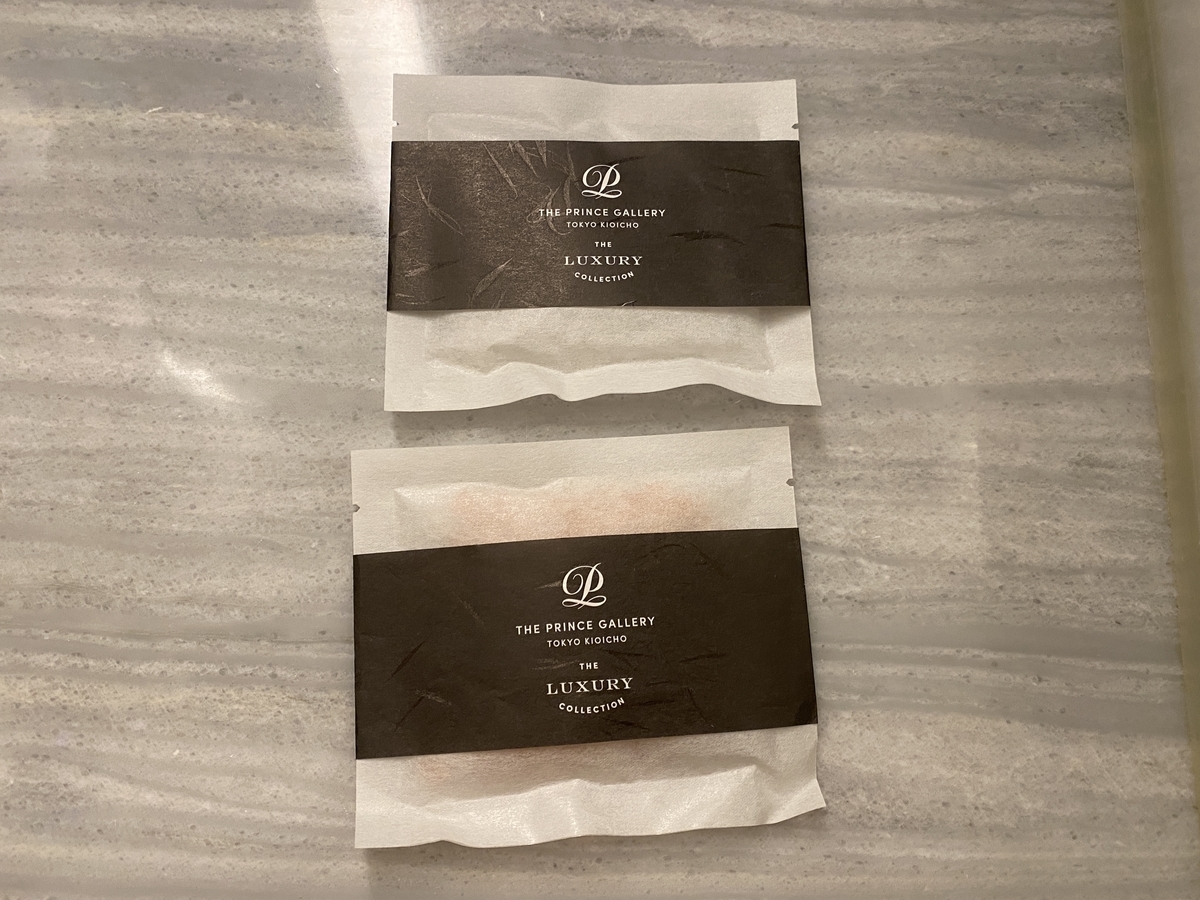 P
THE PRINCE GALLERY
TOKYO KIOICHO
THE
LUXURY
COLLECTION
P
THE PRINCE GALLERY
TOKYO KIOICHO
THE
LUXURY
COLLECTION